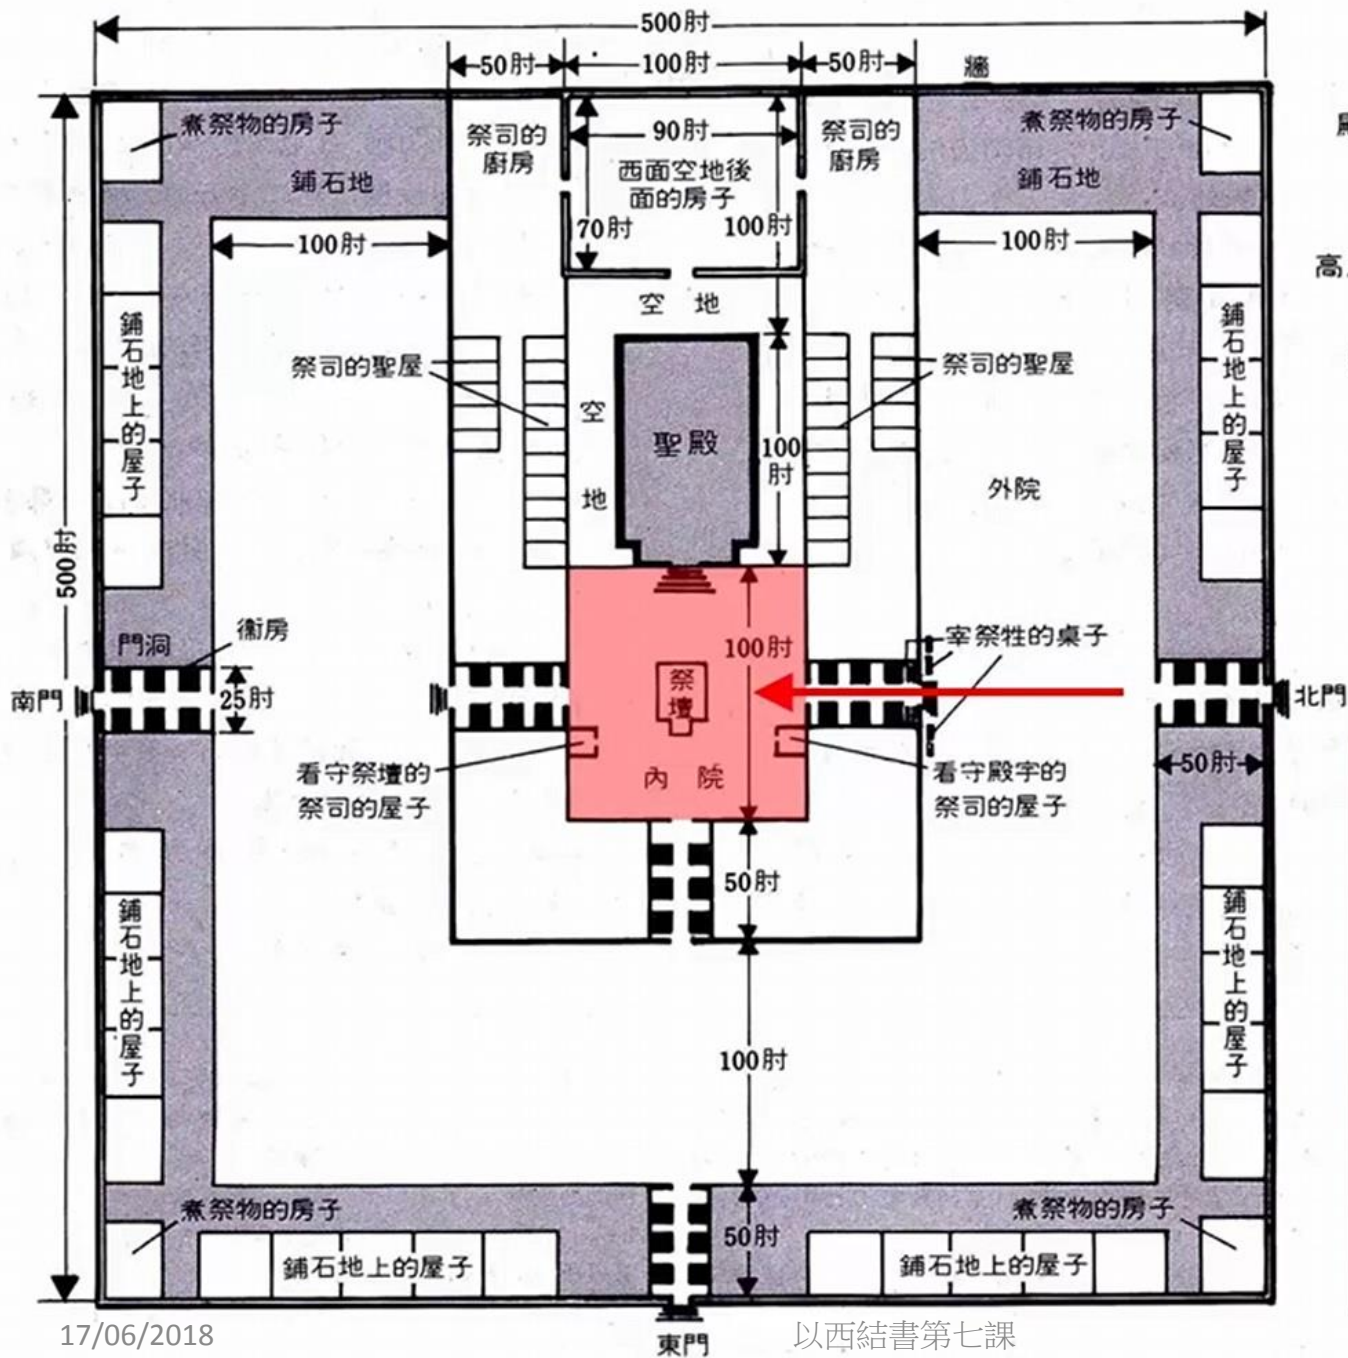 500肘
50肘
100肘
50肘
牆
煮祭物的房子
祭司的
廚房
90肘
祭司的
廚房
煮祭物的房子
鋪石地
西面空地後
面的房子
鋪石地
70肘
100肘
100肘
100肘
高
空 地
鋪石地上的屋子
祭司的聖屋
祭司的聖屋
鋪石地上的屋子
空地
聖殿
100
肘
外院
500肘
門洞
衞房
100肘
宰祭牲的桌子
南門
25肘
祭壇
北門
看守祭壇的
祭司的屋子
內 院
看守殿宇的
祭司的屋子
50肘
50肘
鋪石地上的屋子
鋪石地上的屋子
100肘
煮祭物的房子
煮祭物的房子
50肘
鋪石地上的屋子
鋪石地上的屋子
17/06/2018
東門
以西結書第七課